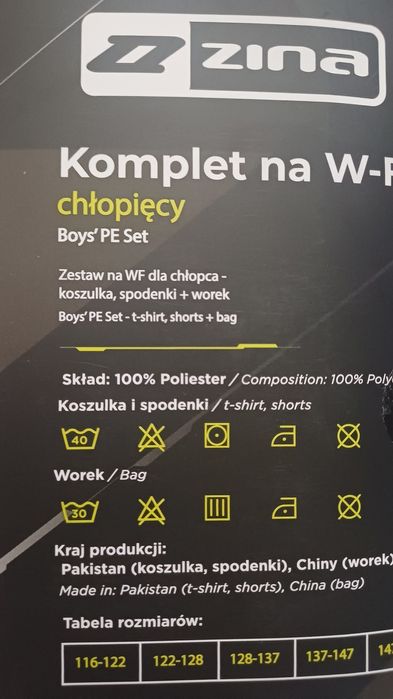 ZINA
Komplet na W-F
chłopięcy
Boys' PE Set
Zestaw na WF dla chłopca -
koszulka, spodenki + worek
Boys' PE Set - t-shirt, shorts + bag
Skład: 100% Poliester / Composition: 100% Poly
Koszulka i spodenki / t-shirt, shorts
40
Worek / Bag
30
Kraj produkcji:
Pakistan (koszulka, spodenki), Chiny (worek)
Made in: Pakistan (t-shirt, shorts), China (bag)
Tabela rozmiarów:
116-122 122-128 128-137 137-147